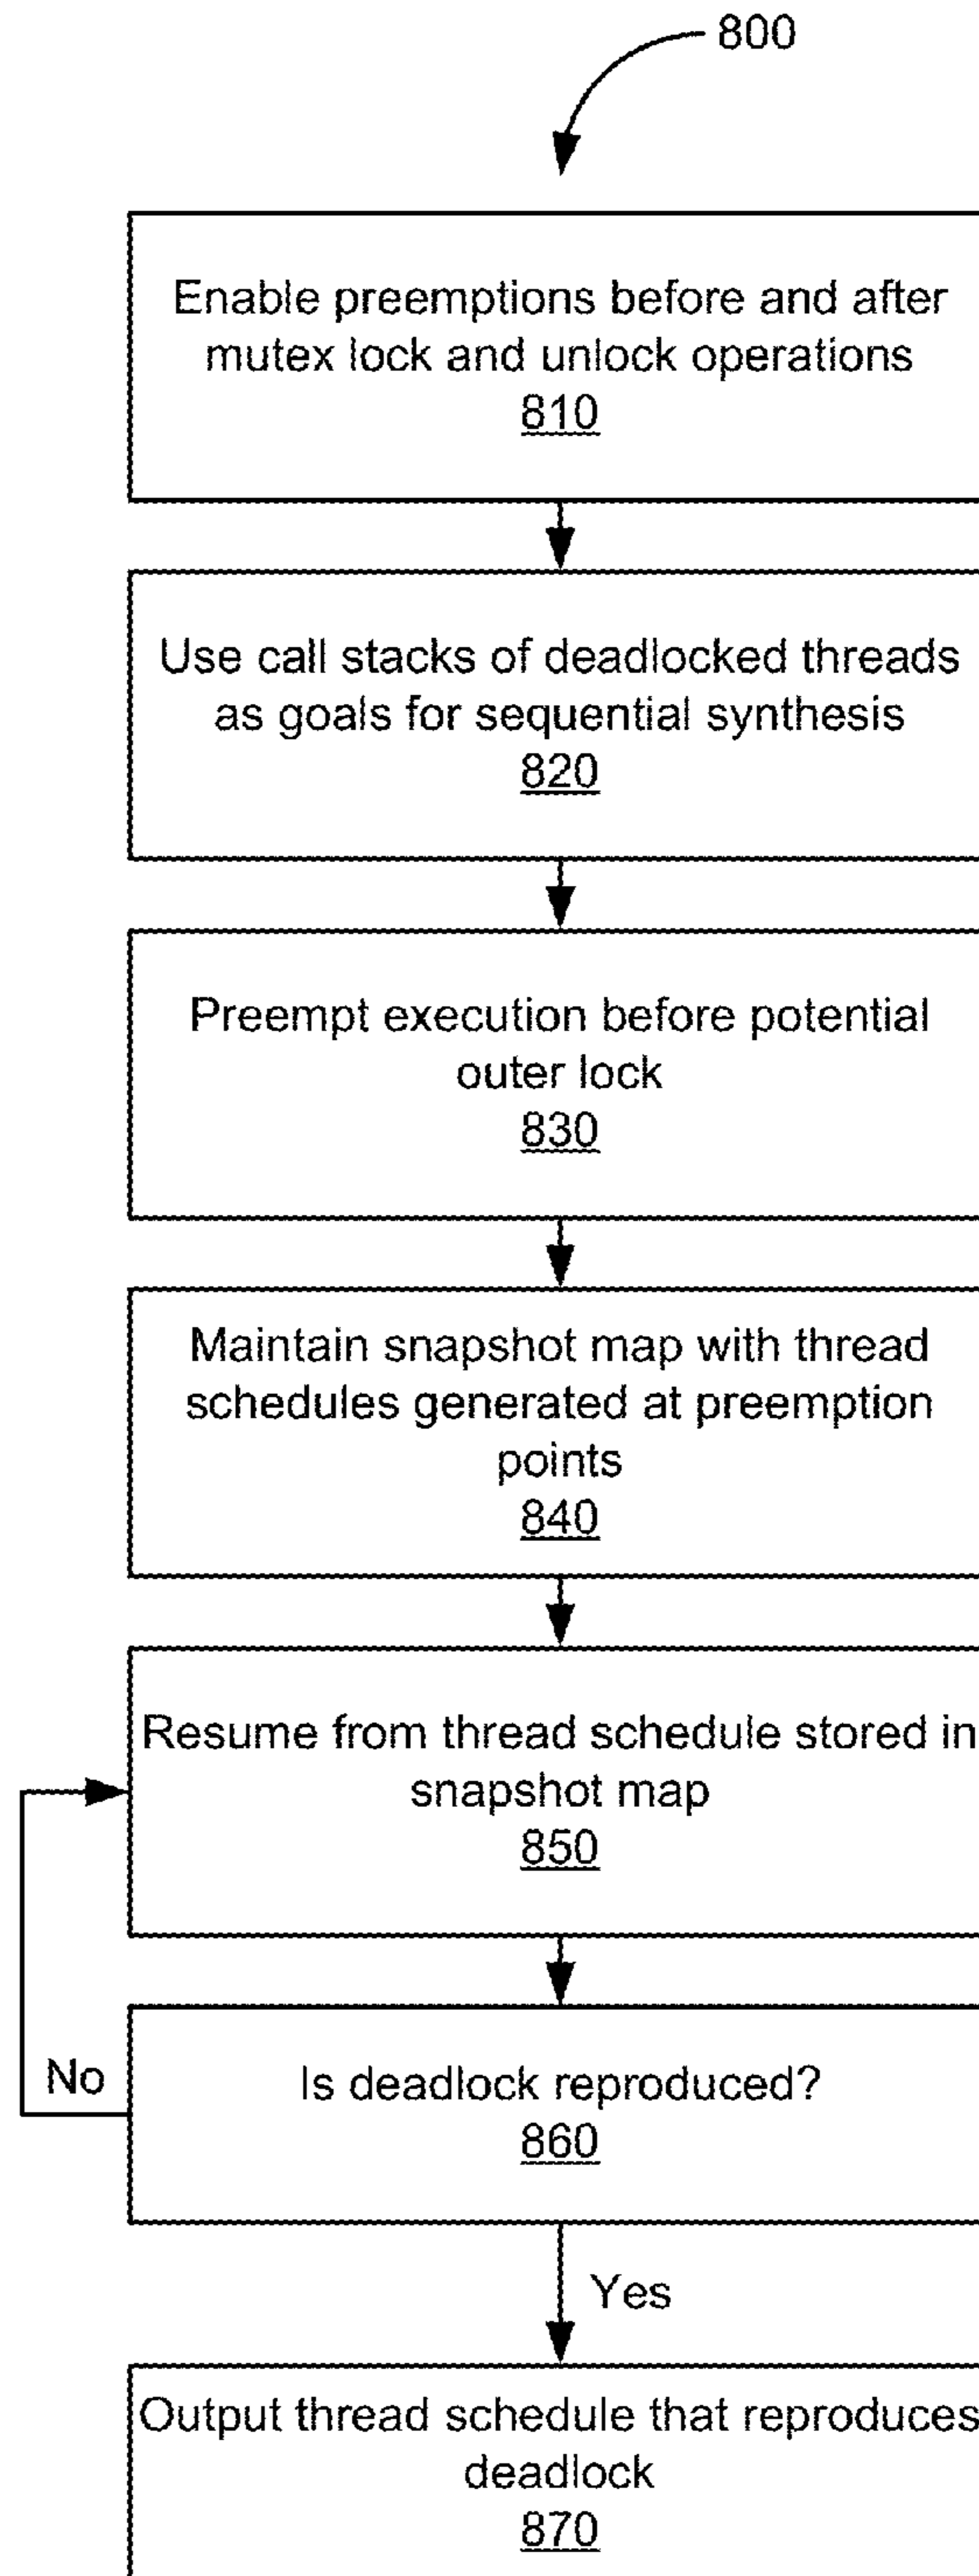 800
Enable preemptions before and after
mutex lock and unlock operations
810
Use call stacks of deadlocked threads
as goals for sequential synthesis
820
Preempt execution before potential
outer lock
830
Maintain snapshot map with thread
schedules generated at preemption
points
840
Resume from thread schedule stored in
snapshot map
850
Is deadlock reproduced?
860
No
Yes
Output thread schedule that reproduces
deadlock
870